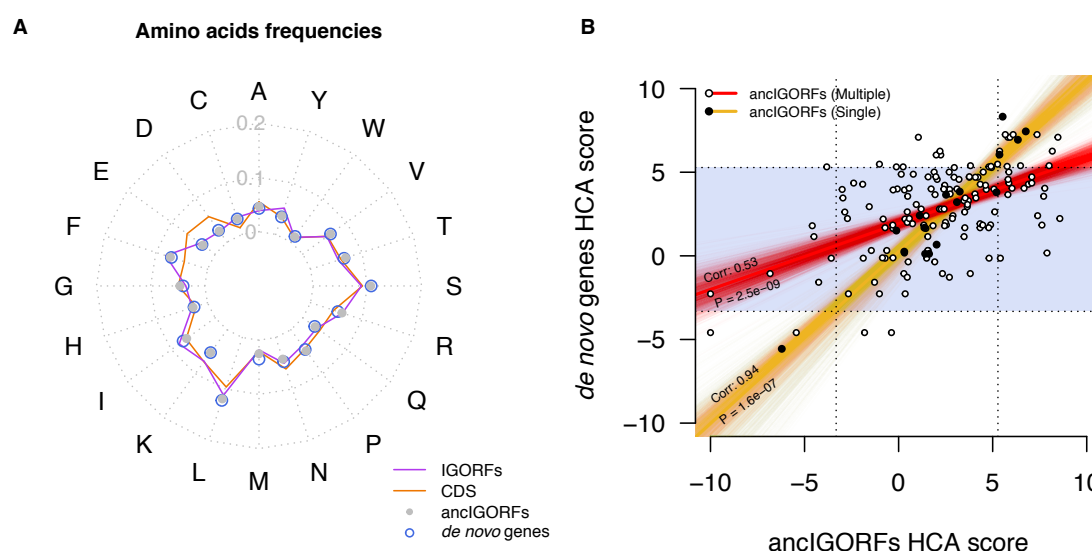 A
Amino acids frequencies
A
Y
W
V
T
S
R
Q
P
N
M
L
K
I
H
G
F
E
D
C
0.2
0.1
0
IGORFs
CDS
ancIGORFs
de novo genes
B
de novo genes HCA score
10
5
0
−5
−10
ancIGORFs (Multiple)
ancIGORFs (Single)
Corr: 0.53
P = 2.5e−09
Corr: 0.94
P = 1.6e−07
−10
−5
0
5
10
ancIGORFs HCA score